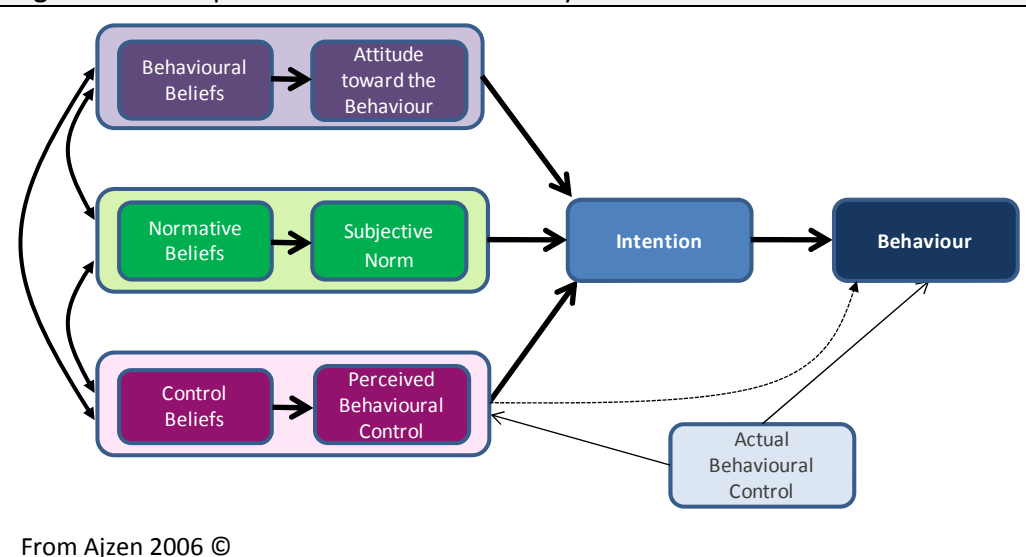 Behavioural
Beliefs
Attitude
toward the
Behaviour
Normative
Beliefs
Subjective
Norm
Intention
Behaviour
Control
Beliefs
Perceived
Behavioural
Control
Actual
Behavioural
Control
From Ajzen 2006 ©